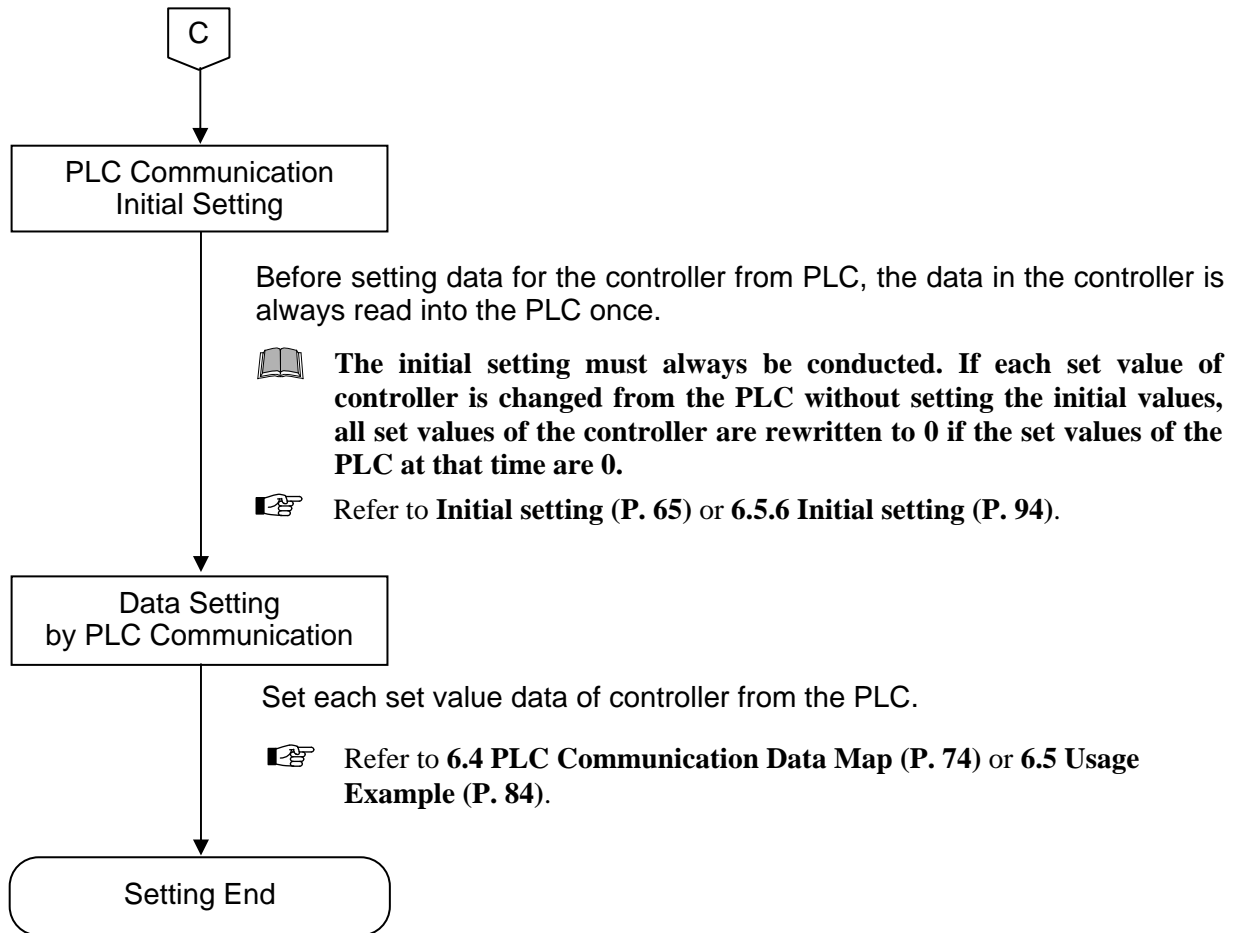 C
PLC Communication
Initial Setting
Before setting data for the controller from PLC, the data in the controller is
always read into the PLC once.
The initial setting must always be conducted. If each set value of
controller is changed from the PLC without setting the initial values,
all set values of the controller are rewritten to 0 if the set values of the
PLC at that time are 0.
Refer to Initial setting (P. 65) or 6.5.6 Initial setting (P. 94).
Data Setting
by PLC Communication
Set each set value data of controller from the PLC.
Refer to 6.4 PLC Communication Data Map (P. 74) or 6.5 Usage
Example (P. 84).
Setting End